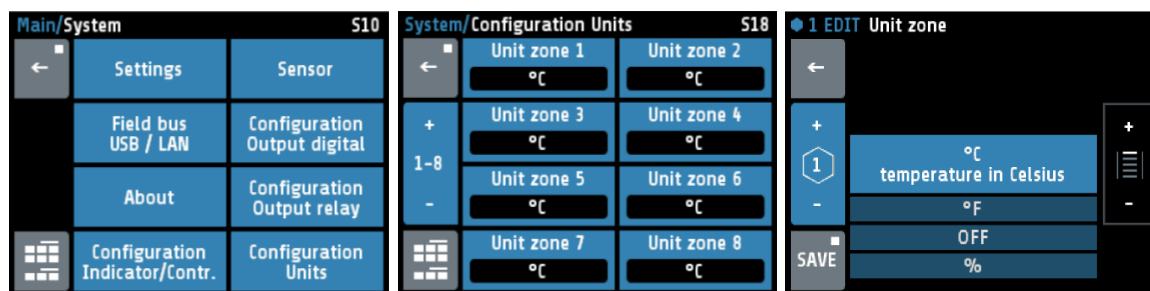 Main/System S10
←
Settings
Sensor
Field bus
USB / LAN
Configuration
Output digital
About
Configuration
Output relay
Configuration
Indicator/Contr.
Configuration
Units
System/Configuration Units S18
←
Unit zone 1
°C
Unit zone 2
°C
+
1-8
-
Unit zone 3
°C
Unit zone 4
°C
Unit zone 5
°C
Unit zone 6
°C
Unit zone 7
°C
Unit zone 8
°C
1 EDIT Unit zone
←
+
1
-
SAVE
°C
temperature in Celsius
°F
OFF
%
+
-